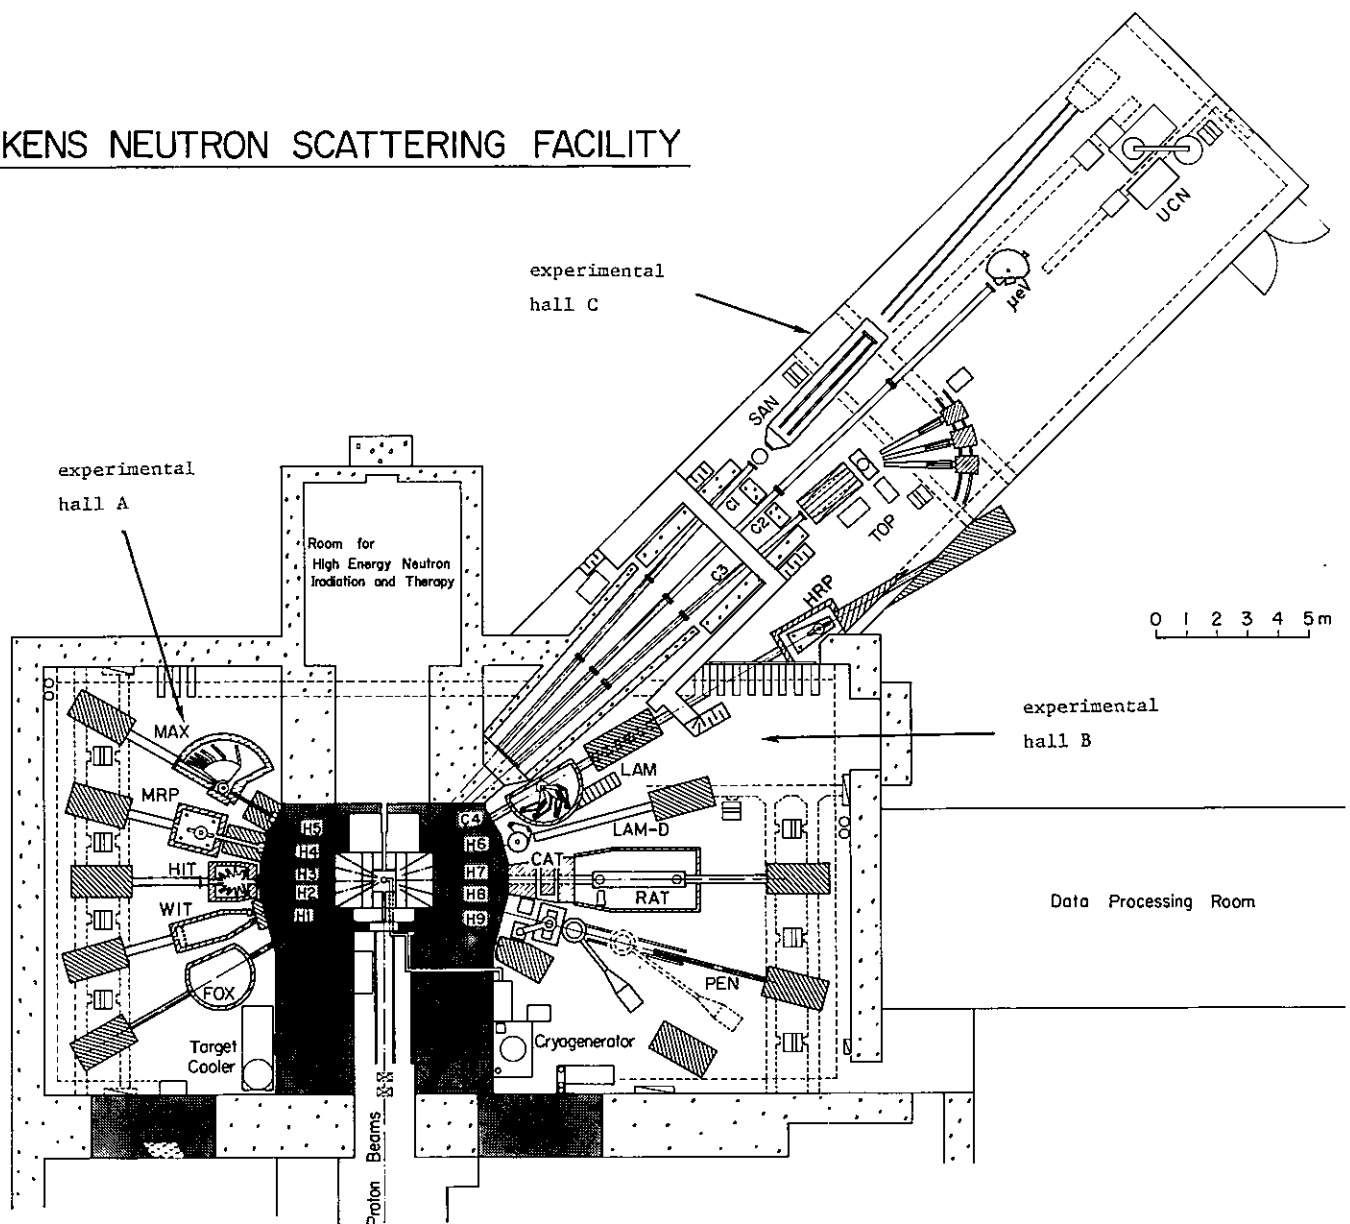 KENS NEUTRON SCATTERING FACILITY
UCN
experimental
hall C
μeV
SAN
experimental
hall A
C1
C2
TOP
Room for
High Energy Neutron
Irodiation and Therapy
C3
HRP
0 1 2 3 4 5m
MAX
experimental
hall B
LAM
MRP
C4
H5
H6
LAM-D
H4
HIT
H3
H7
CAT
H2
H8
RAT
WIT
H1
H9
Data Processing Room
FOX
PEN
Target
Cooler
Cryogenerator
Proton Beams